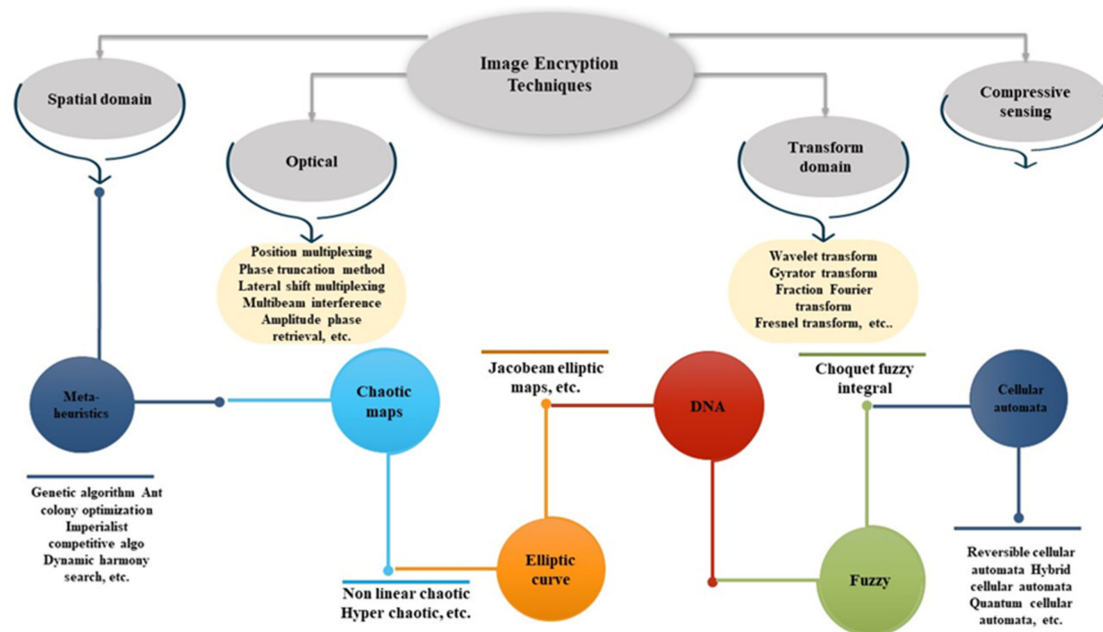 Image Encryption
Techniques
Spatial domain
Optical
Transform
domain
Compressive
sensing
Position multiplexing
Phase truncation method
Lateral shift multiplexing
Multibeam interference
Amplitude phase
retrieval, etc.
Wavelet transform
Gyrator transform
Fraction Fourier
transform
Fresnel transform, etc..
Meta-
heuristics
Genetic algorithm Ant
colony optimization
Imperialist
competitive algo
Dynamic harmony
search, etc.
Chaotic
maps
Non linear chaotic
Hyper chaotic, etc.
Jacobean elliptic
maps, etc.
Elliptic
curve
DNA
Choquet fuzzy
integral
Fuzzy
Cellular
automata
Reversible cellular
automata Hybrid
cellular automata
Quantum cellular
automata, etc.